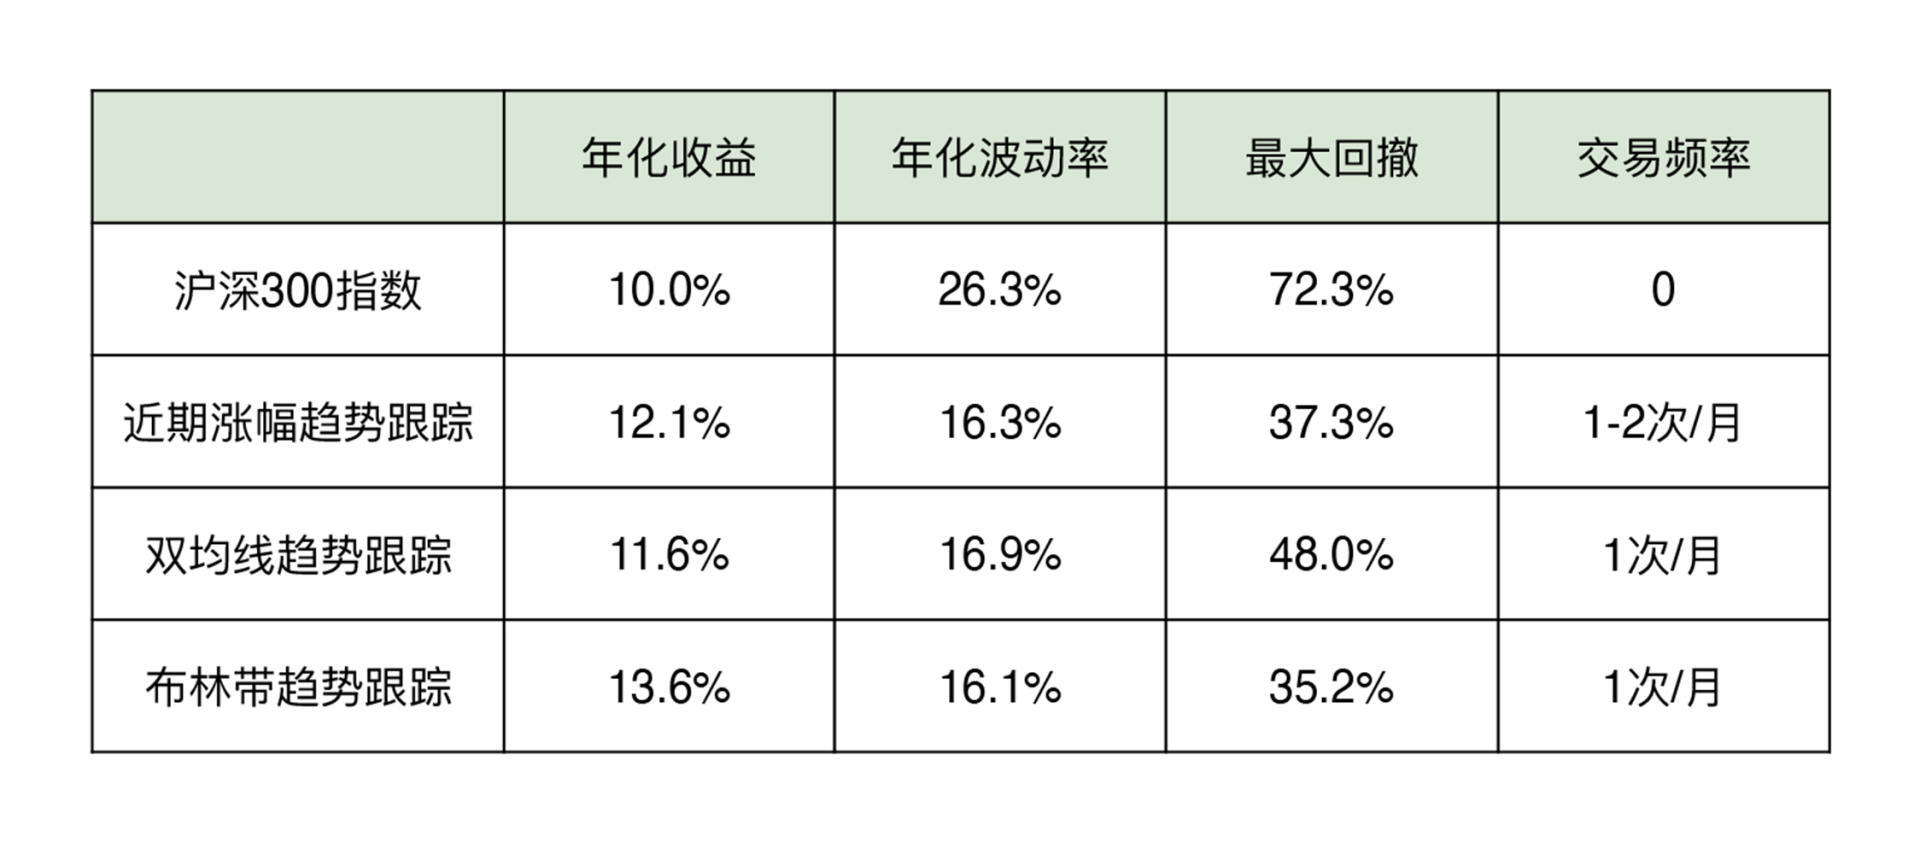 年化收益 年化波动率 最大回撤 交易频率
沪深300指数 10.0% 26.3% 72.3% 0
近期涨幅趋势跟踪 12.1% 16.3% 37.3% 1-2次/月
双均线趋势跟踪 11.6% 16.9% 48.0% 1次/月
布林带趋势跟踪 13.6% 16.1% 35.2% 1次/月